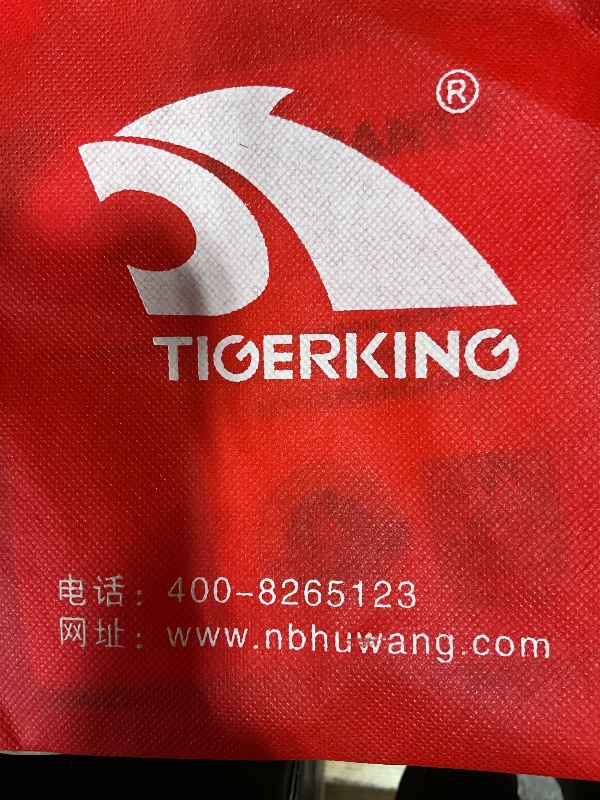 ®
TIGERKING
电话：400-8265123
网址：www.nbhuwang.com